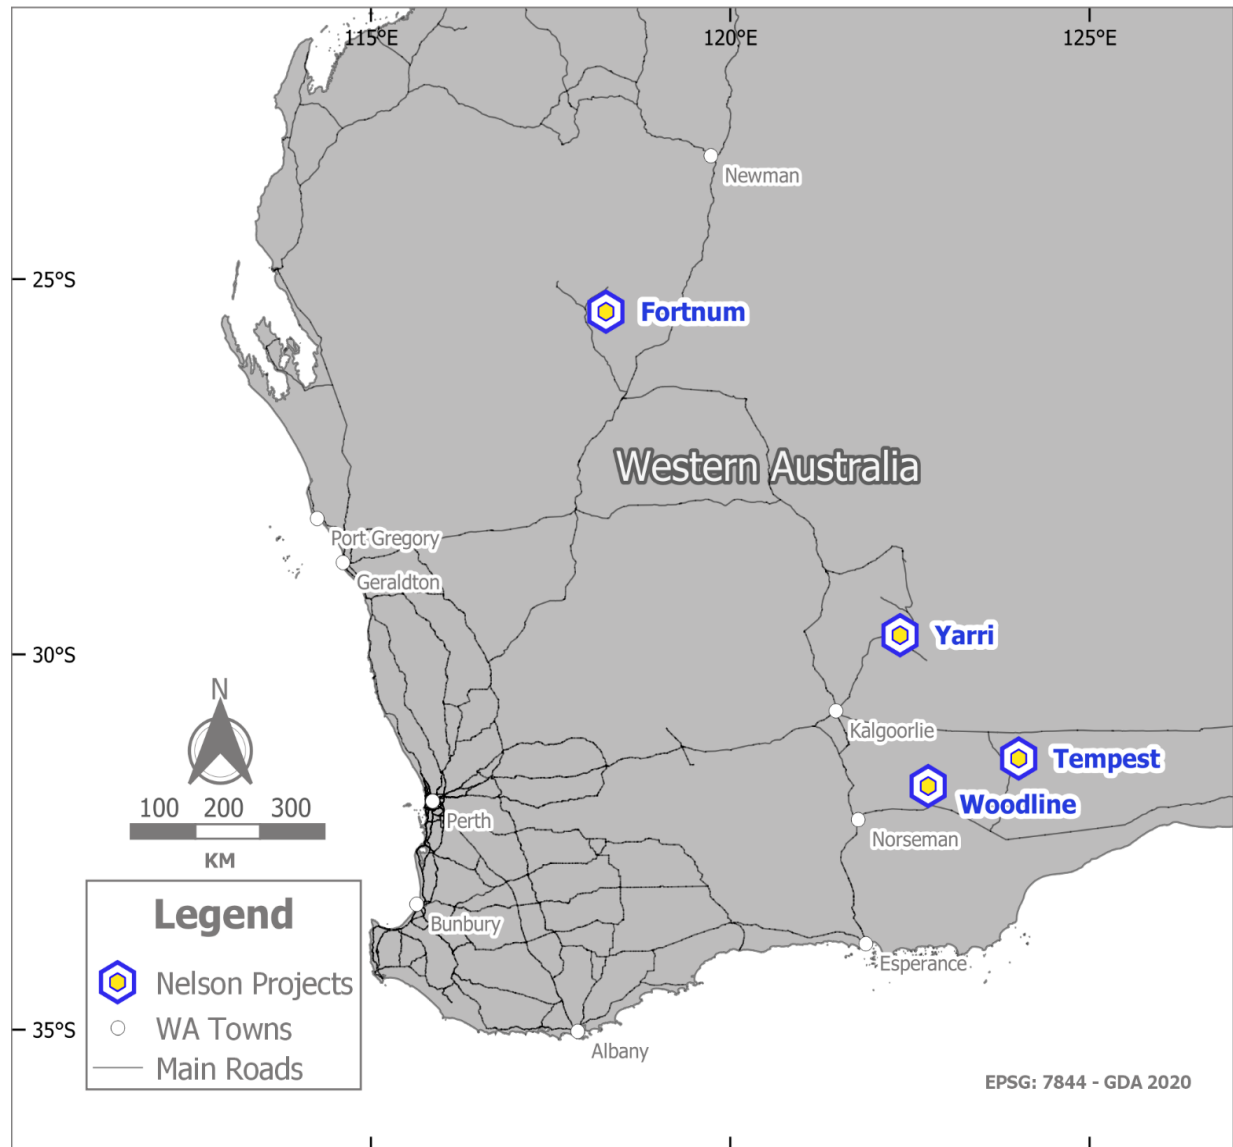 115°E
120°E
125°E
Newman
25°S
Fortnum
Western Australia
Port Gregory
Geraldton
Yarri
30°S
N
Kalgoorlie
Tempest
Woodline
100 200 300
KM
Perth
Norseman
Legend
Nelson Projects
WA Towns
Main Roads
Bunbury
Esperance
35°S
Albany
EPSG: 7844 - GDA 2020